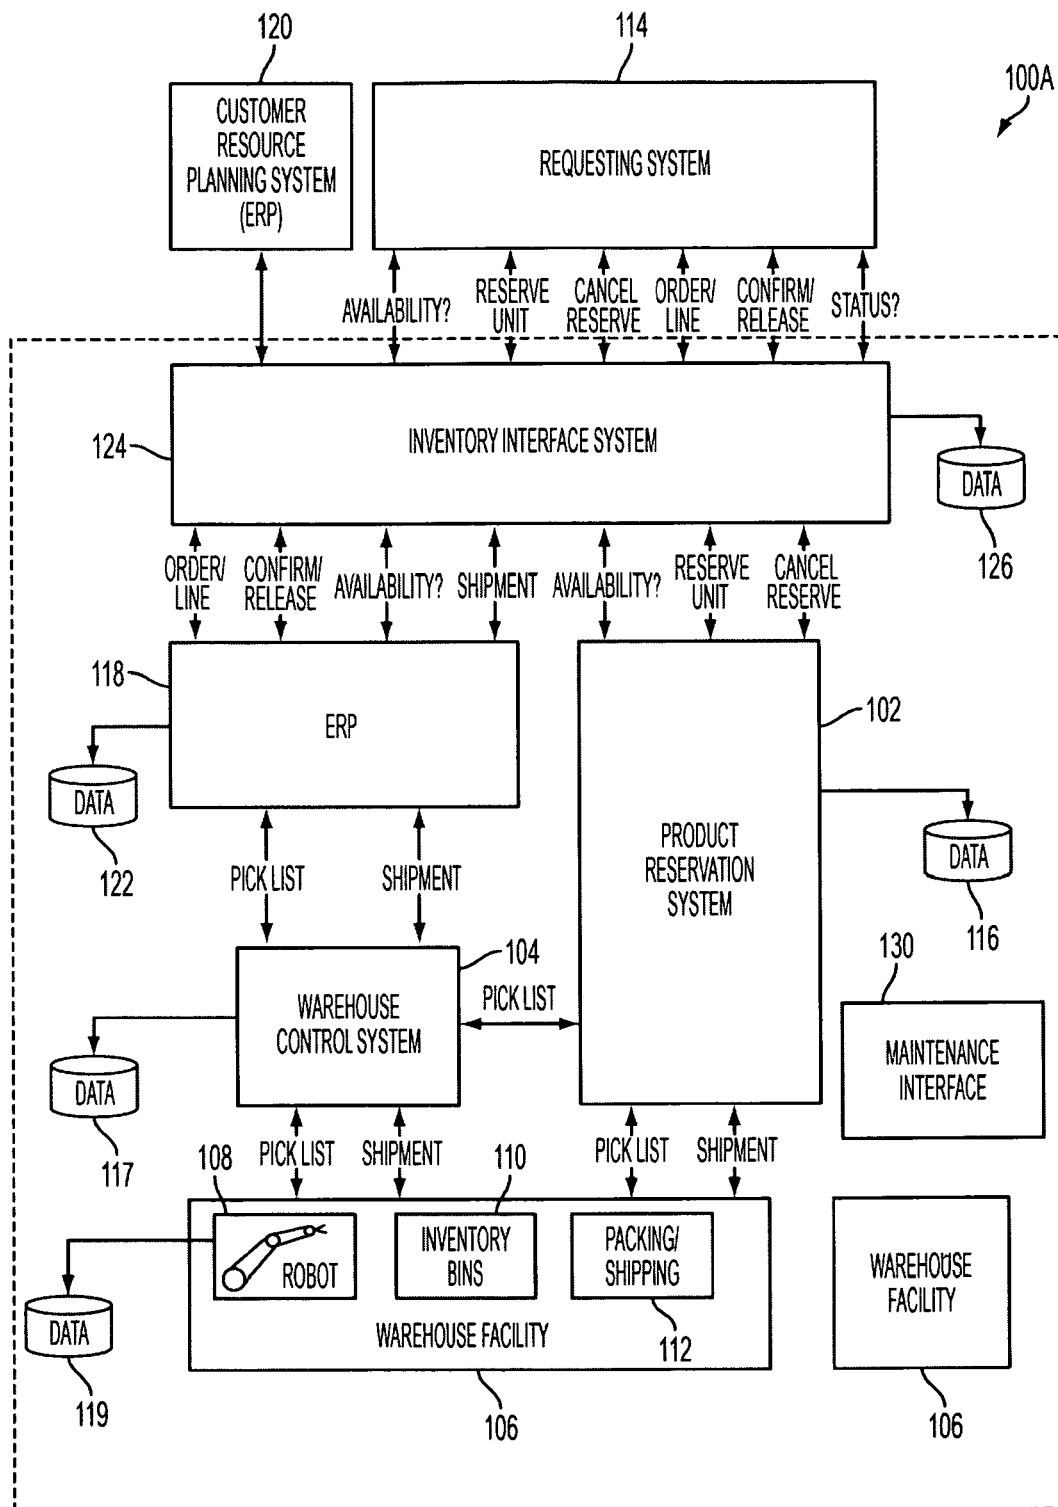 120
114
100A
CUSTOMER
RESOURCE
PLANNING SYSTEM
(ERP)
REQUESTING SYSTEM
AVAILABILITY?
RESERVE
UNIT
CANCEL
RESERVE
ORDER/
LINE
CONFIRM/
RELEASE
STATUS?
124
INVENTORY INTERFACE SYSTEM
DATA
126
ORDER/
LINE
CONFIRM/
RELEASE
AVAILABILITY?
SHIPMENT
AVAILABILITY?
RESERVE
UNIT
CANCEL
RESERVE
118
ERP
102
DATA
122
PRODUCT
RESERVATION
SYSTEM
DATA
116
PICK LIST
SHIPMENT
104
WAREHOUSE
CONTROL SYSTEM
PICK LIST
130
MAINTENANCE
INTERFACE
DATA
117
PICK LIST
SHIPMENT
PICK LIST
SHIPMENT
108
110
ROBOT
INVENTORY
BINS
PACKING/
SHIPPING
WAREHOUSE FACILITY
112
106
DATA
119
WAREHOUSE
FACILITY
106